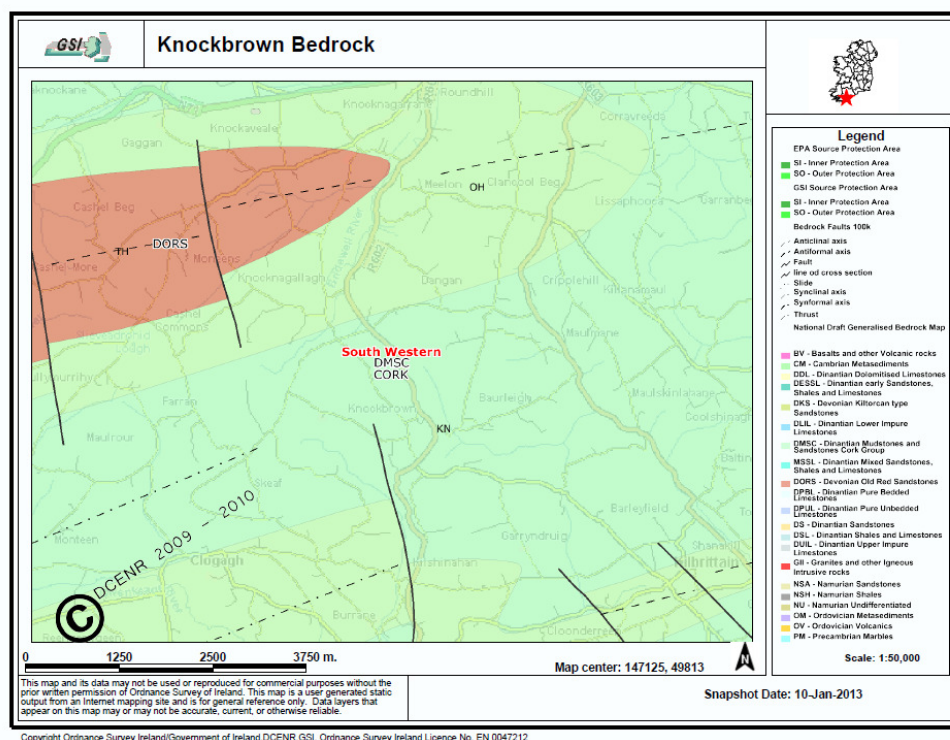 GSI
Knockbrown Bedrock
Roundhill
Knocknagarrane
Knockaveale
Gaggan
Corravreeda
Cashel Beg
Meelon
OH
Clancool Beg
Lissaphooca
DORS
TH
Cashel-More
Knocknagallagh
R602
Dangan
Cripplehill
Kilnanamul
Cashel
Commons
South Western
DMSC
CORK
Maulmane
Maulskinlahane
Farran
Knockbrown
Baurleigh
Coolshinagh
Maulrour
KN
Skeaf
Barleyfield
Monteen
Garryndruig
Clogagh
Kilshinahan
Shanakill
Kilbrittain
Burrane
Cloonderreen
DCENR 2009 - 2010
©
Legend
EPA Source Protection Area
SI - Inner Protection Area
SO - Outer Protection Area
GSI Source Protection Area
SI - Inner Protection Area
SO - Outer Protection Area
Bedrock Faults 100k
Anticlinal axis
Antiformal axis
Fault
line od cross section
Slide
Synclinal axis
Synformal axis
Thrust
National Draft Generalised Bedrock Map
BV - Basalts and other Volcanic rocks
CM - Cambrian Metasediments
DDL - Dinantian Dolomitised Limestones
DESSL - Dinantian early Sandstones,
Shales and Limestones
DKS - Devonian Kiltorcan type
Sandstones
DLIL - Dinantian Lower Impure
Limestones
DMSC - Dinantian Mudstones and
Sandstones Cork Group
MSSL - Dinantian Mixed Sandstones,
Shales and Limestones
DORS - Devonian Old Red Sandstones
DPBL - Dinantian Pure Bedded
Limestones
DPUL - Dinantian Pure Unbedded
Limestones
DS - Dinantian Sandstones
DSL - Dinantian Shales and Limestones
DUIL - Dinantian Upper Impure
Limestones
GII - Granites and other Igneous
Intrusive rocks
NSA - Namurian Sandstones
NSH - Namurian Shales
NU - Namurian Undifferentiated
OM - Ordovician Metasediments
OV - Ordovician Volcanics
PM - Precambrian Marbles
Scale: 1:50,000
0 1250 2500 3750 m.
Map center: 147125, 49813
N
This map and its data may not be used or reproduced for commercial purposes without the
prior written permission of Ordnance Survey of Ireland. This map is a user generated static
output from an Internet mapping site and is for general reference only. Data layers that
appear on this map may or may not be accurate, current, or otherwise reliable.
Snapshot Date: 10-Jan-2013
Copyright Ordnance Survey Ireland/Government of Ireland DCENR GSI. Ordnance Survey Ireland Licence No. EN 0047212